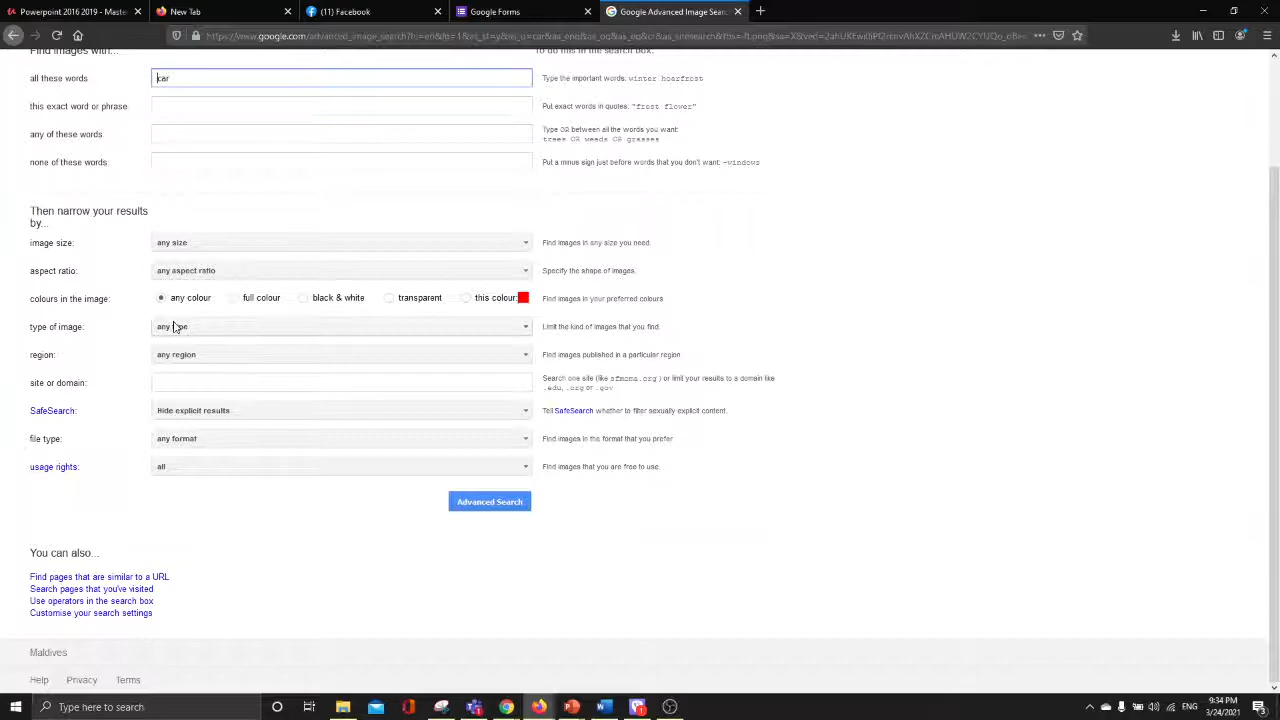 Powerpoint 2016 2019 - Master
New Tab
(11) Facebook
Google Forms
Google Advanced Image Search
Find images with...
To do this in the search box.
all these words
car
Type the important words: winter hoarfrost
this exact word or phrase
Put exact words in quotes: "frost flower"
any of these words
Type OR between all the words you want:
trees OR weeds OR grasses
none of these words
Put a minus sign just before words that you don't want: -windows
Then narrow your results
by...
image size:
any size
Find images in any size you need.
aspect ratio:
any aspect ratio
Specify the shape of images.
colours in the image:
any colour
full colour
black & white
transparent
this colour:
Find images in your preferred colours
type of image:
any type
Limit the kind of images that you find.
region:
any region
Find images published in a particular region
site or domain:
Search one site (like sfmoma.org ) or limit your results to a domain like
.edu, .org or .gov
SafeSearch:
Hide explicit results
Tell SafeSearch whether to filter sexually explicit content.
file type:
any format
Find images in the format that you prefer
usage rights:
all
Find images that you are free to use.
Advanced Search
You can also...
Find pages that are similar to a URL
Search pages that you've visited
Use operators in the search box
Customise your search settings
Maldives
Help
Privacy
Terms
Type here to search
ENG
9:34 PM
3/24/2021